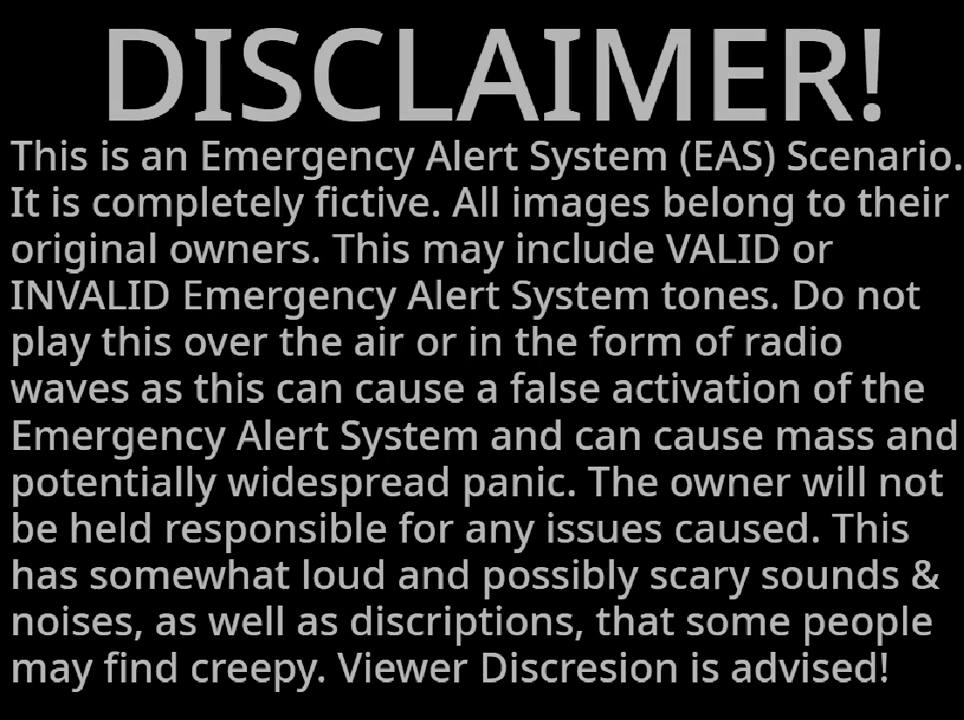 DISCLAIMER!
This is an Emergency Alert System (EAS) Scenario.
It is completely fictive. All images belong to their
original owners. This may include VALID or
INVALID Emergency Alert System tones. Do not
play this over the air or in the form of radio
waves as this can cause a false activation of the
Emergency Alert System and can cause mass and
potentially widespread panic. The owner will not
be held responsible for any issues caused. This
has somewhat loud and possibly scary sounds &
noises, as well as discriptions, that some people
may find creepy. Viewer Discresion is advised!